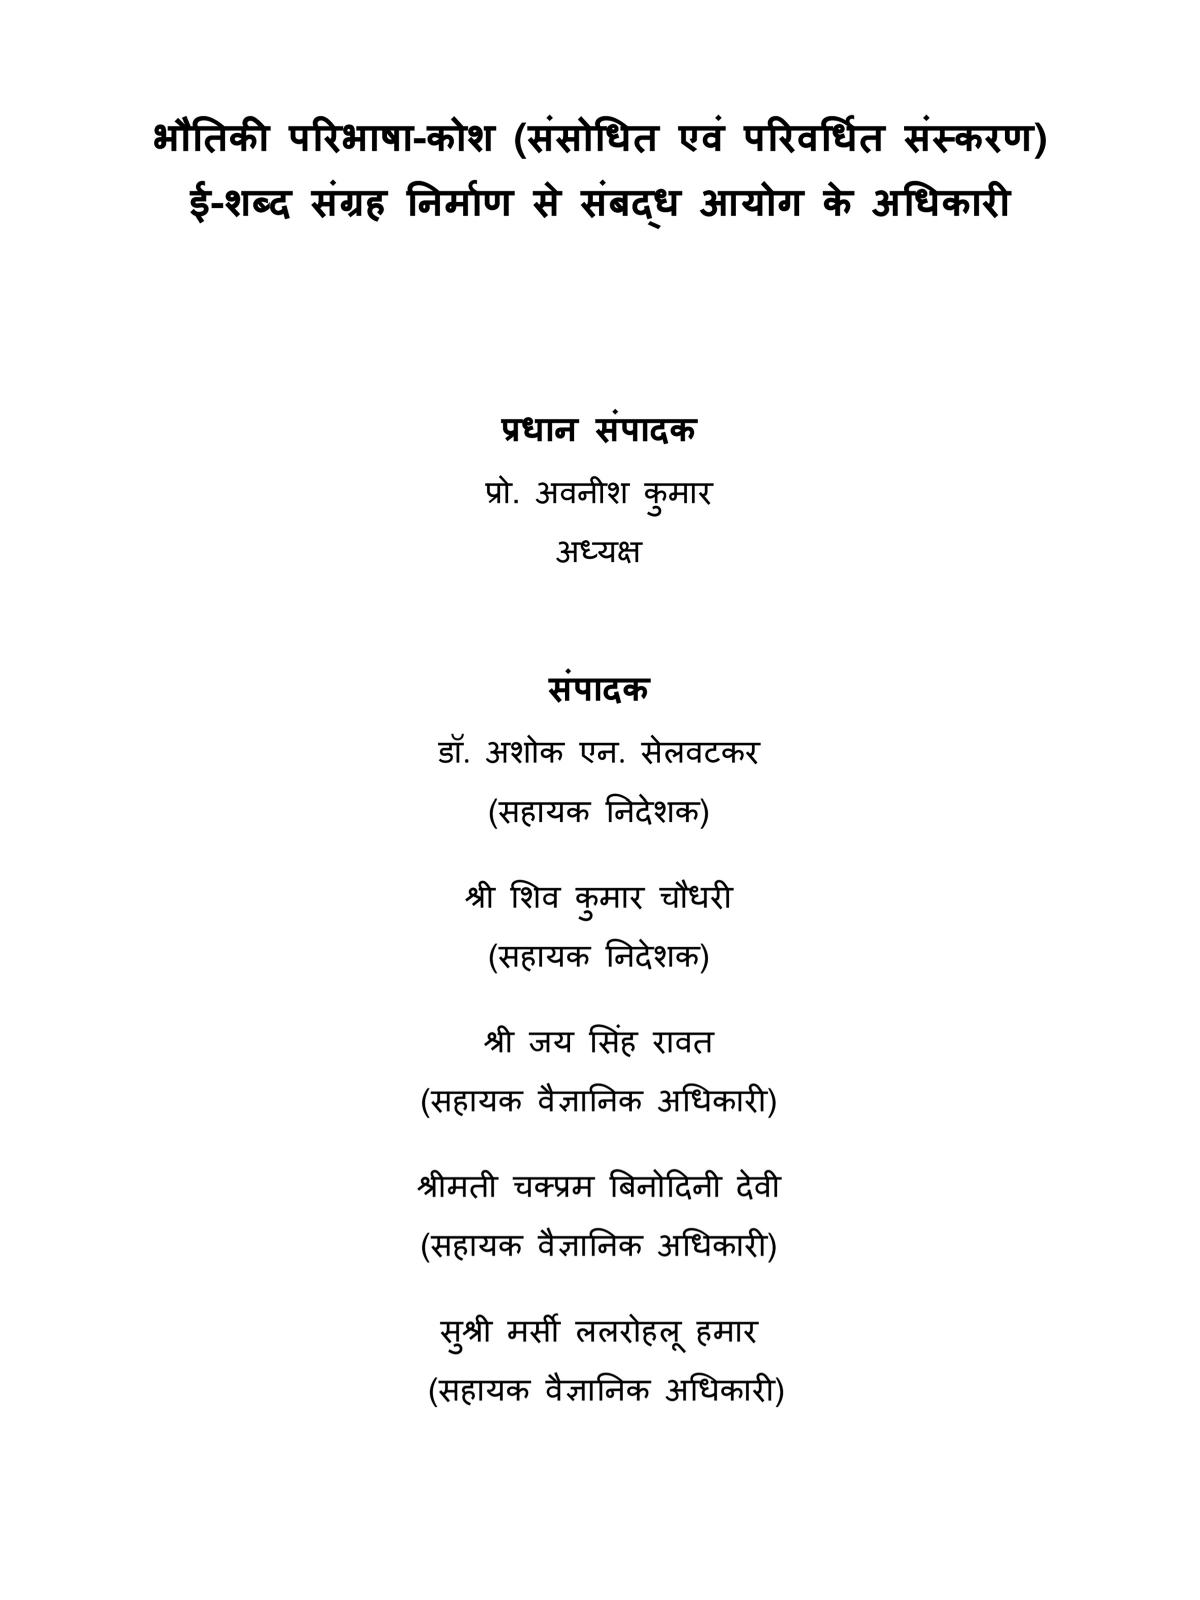 भौतिकी परिभाषा-कोश (संसोधित एवं परिवर्धित संस्करण)
ई-शब्द संग्रह निर्माण से संबद्ध आयोग के अधिकारी
प्रधान संपादक
प्रो. अवनीश कुमार
अध्यक्ष
संपादक
डॉ. अशोक एन. सेलवटकर
(सहायक निदेशक)
श्री शिव कुमार चौधरी
(सहायक निदेशक)
श्री जय सिंह रावत
(सहायक वैज्ञानिक अधिकारी)
श्रीमती चक्प्रम बिनोदिनी देवी
(सहायक वैज्ञानिक अधिकारी)
सुश्री मर्सी ललरोहलू हमार
(सहायक वैज्ञानिक अधिकारी)